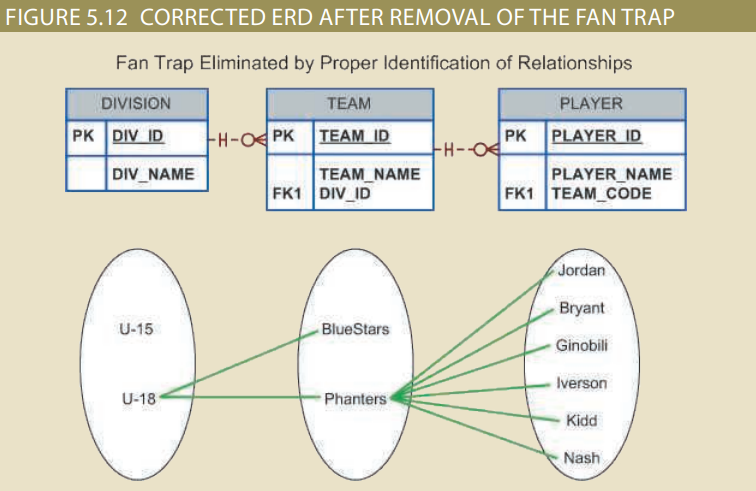 FIGURE 5.12 CORRECTED ERD AFTER REMOVAL OF THE FAN TRAP
Fan Trap Eliminated by Proper Identification of Relationships
DIVISION
PK DIV_ID
DIV_NAME
TEAM
PK TEAM_ID
TEAM_NAME
FK1 DIV_ID
PLAYER
PK PLAYER_ID
PLAYER_NAME
FK1 TEAM_CODE
U-15
U-18
BlueStars
Phanters
Jordan
Bryant
Ginobili
Iverson
Kidd
Nash